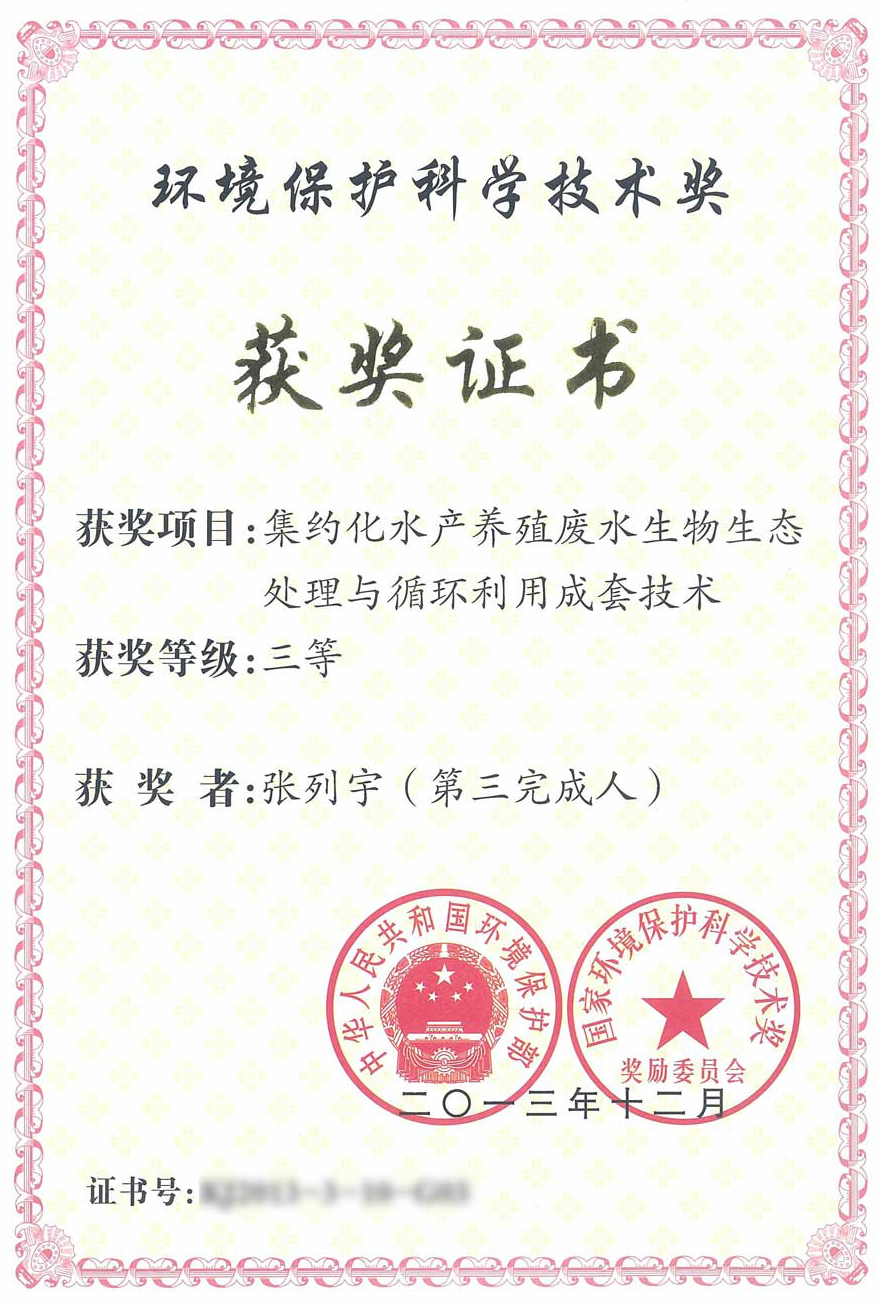 环境保护科学技术奖
获奖证书
获奖项目:集约化水产养殖废水生物生态
处理与循环利用成套技术
获奖等级:三等
获奖者:张列宇(第三完成人)
中华人民共和国环境保护部
国家环境保护科学技术奖
奖励委员会
二〇一三年十二月
证书号: